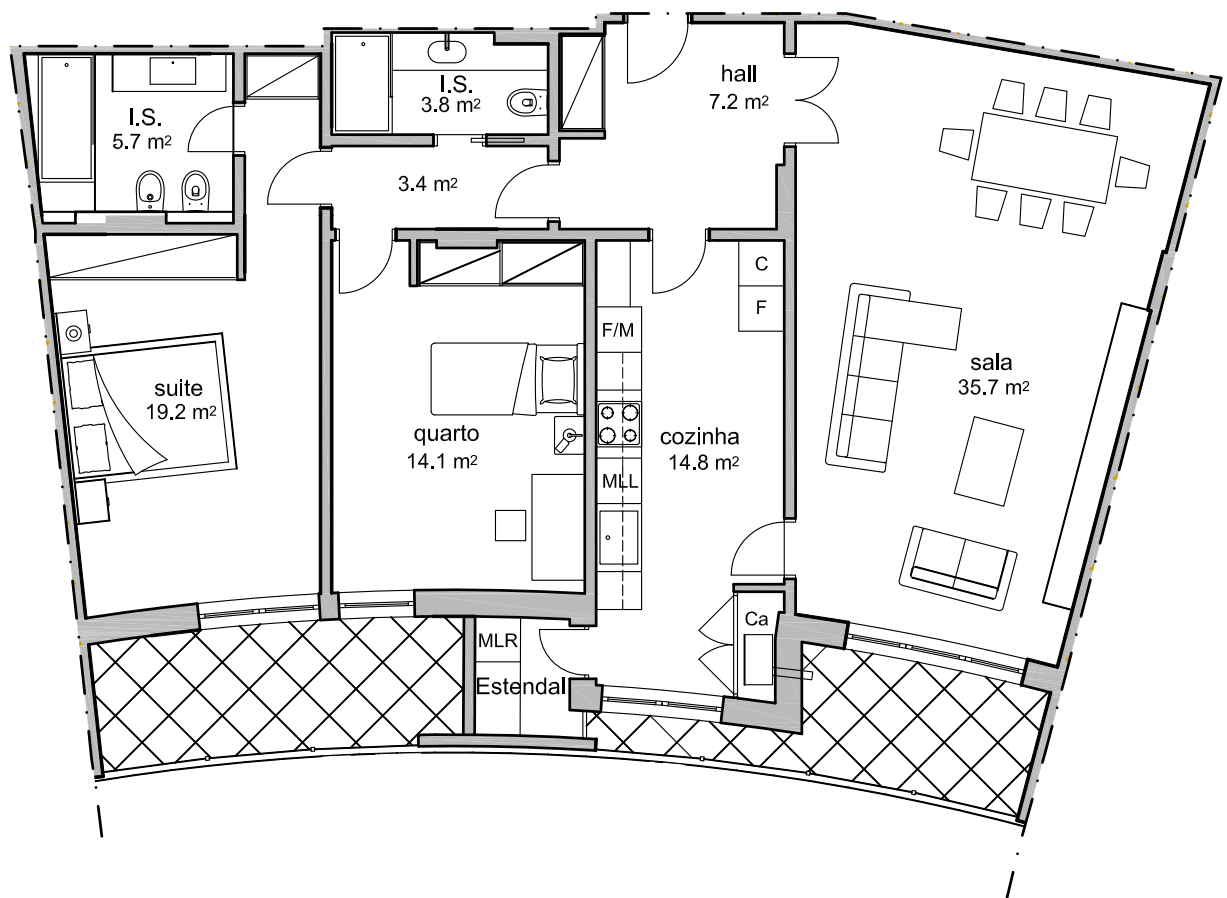 hall
7.2 m²
I.S.
3.8 m²
I.S.
5.7 m²
3.4 m²
C
F
F/M
sala
35.7 m²
suite
19.2 m²
quarto
14.1 m²
cozinha
14.8 m²
MLL
Ca
MLR
Estendal